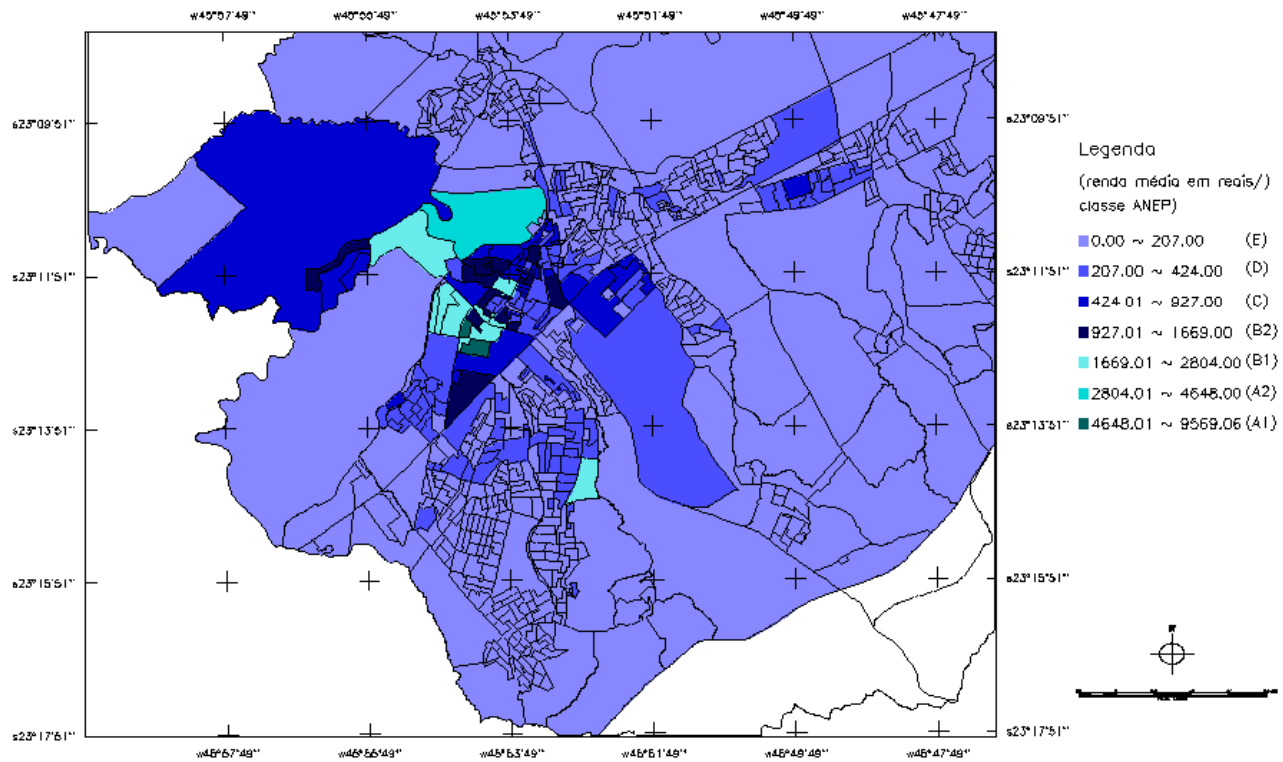 w45°57'49'' w45°55'49'' w45°53'49'' w45°51'49'' w45°49'49'' w45°47'49''
s23°09'51'' s23°09'51''
Legenda
(renda média em reais/)
classe ANEP)
0.00 ~ 207.00 (E)
s23°11'51'' s23°11'51''
207.00 ~ 424.00 (D)
424.01 ~ 927.00 (C)
927.01 ~ 1669.00 (B2)
1669.01 ~ 2804.00 (B1)
2804.01 ~ 4648.00 (A2)
s23°13'51'' s23°13'51''
4648.01 ~ 9569.06 (A1)
s23°15'51'' s23°15'51''
s23°17'51'' s23°17'51''
w45°57'49'' w45°55'49'' w45°53'49'' w45°51'49'' w45°49'49'' w45°47'49''